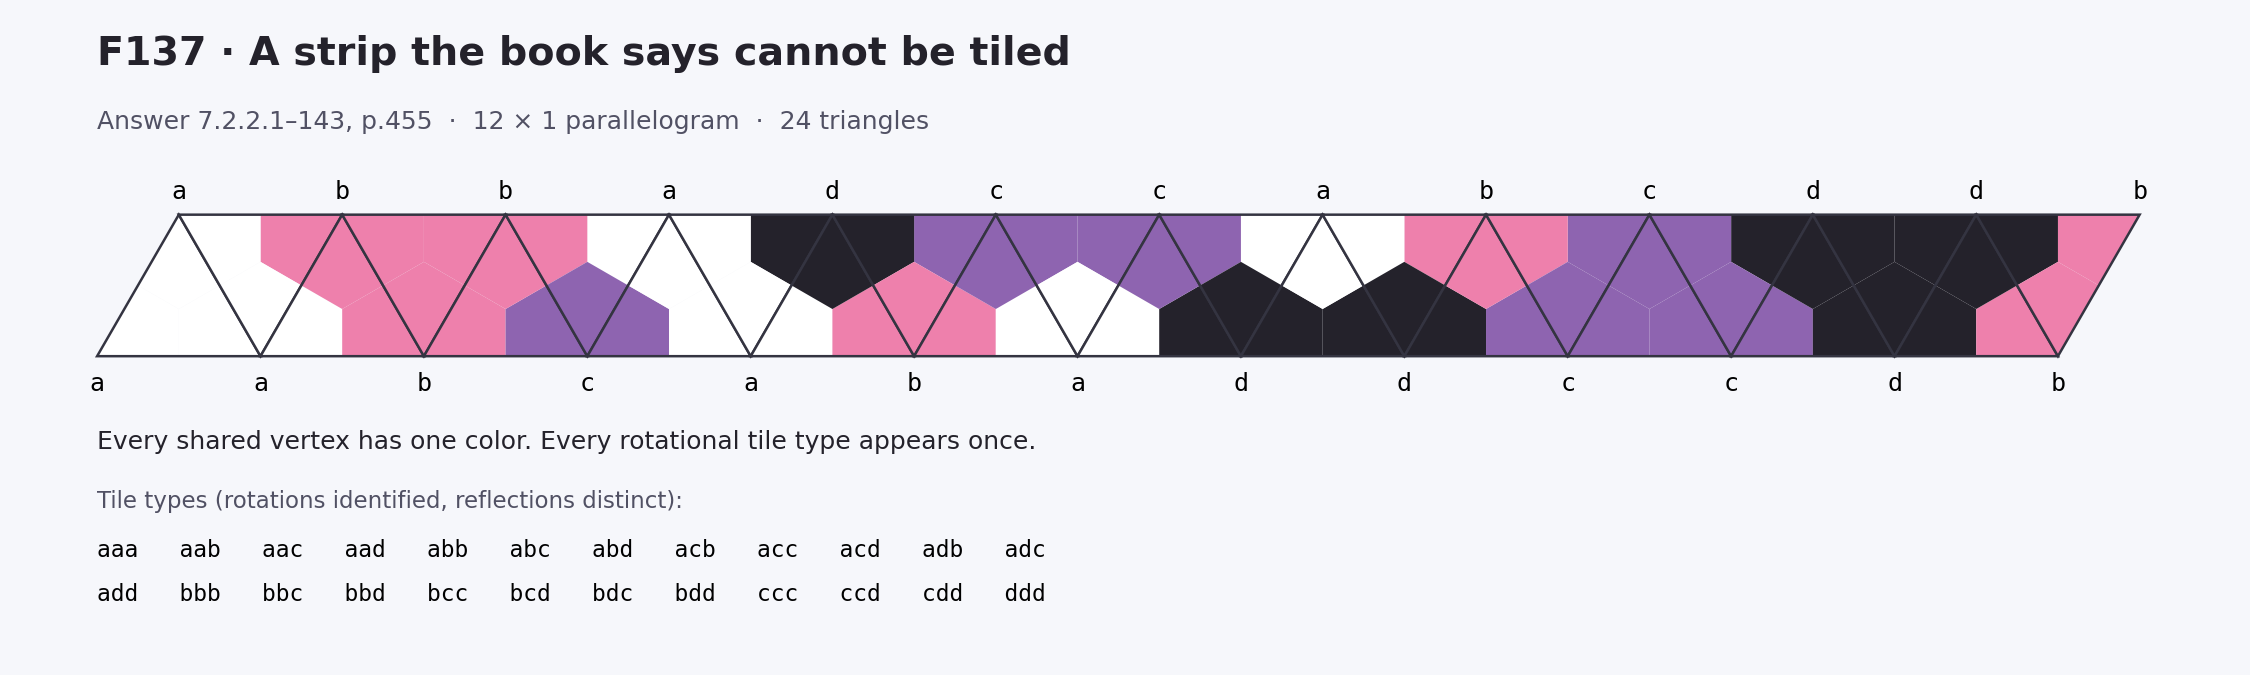 F137 · A strip the book says cannot be tiled
Answer 7.2.2.1–143, p.455 · 12 × 1 parallelogram · 24 triangles
a b b a d c c a b c d d b
a a b c a b a d d c c d b
Every shared vertex has one color. Every rotational tile type appears once.
Tile types (rotations identified, reflections distinct):
aaa aab aac aad abb abc abd acb acc acd adb adc
add bbb bbc bbd bcc bcd bdc bdd ccc ccd cdd ddd